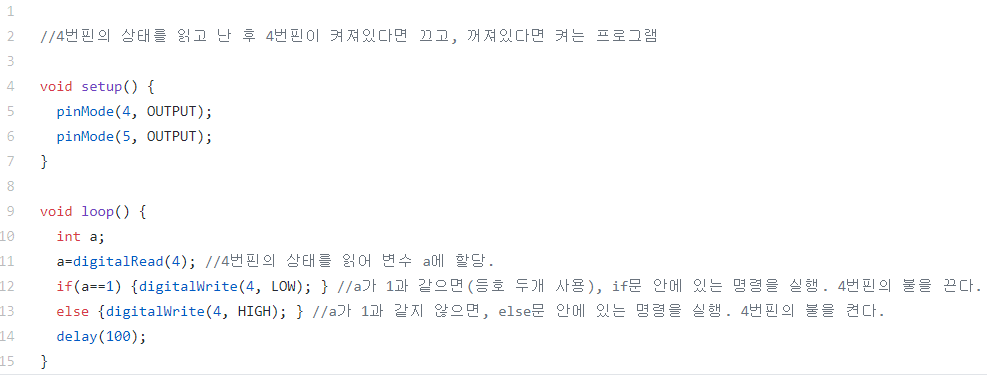 1
2 //4번핀의 상태를 읽고 난 후 4번핀이 켜져있다면 끄고, 꺼져있다면 켜는 프로그램
3
4 void setup() {
5   pinMode(4, OUTPUT);
6   pinMode(5, OUTPUT);
7 }
8
9 void loop() {
10   int a;
11   a=digitalRead(4); //4번핀의 상태를 읽어 변수 a에 할당.
12   if(a==1) {digitalWrite(4, LOW); } //a가 1과 같으면(등호 두개 사용), if문 안에 있는 명령을 실행. 4번핀의 불을 끈다.
13   else {digitalWrite(4, HIGH); } //a가 1과 같지 않으면, else문 안에 있는 명령을 실행. 4번핀의 불을 켠다.
14   delay(100);
15 }